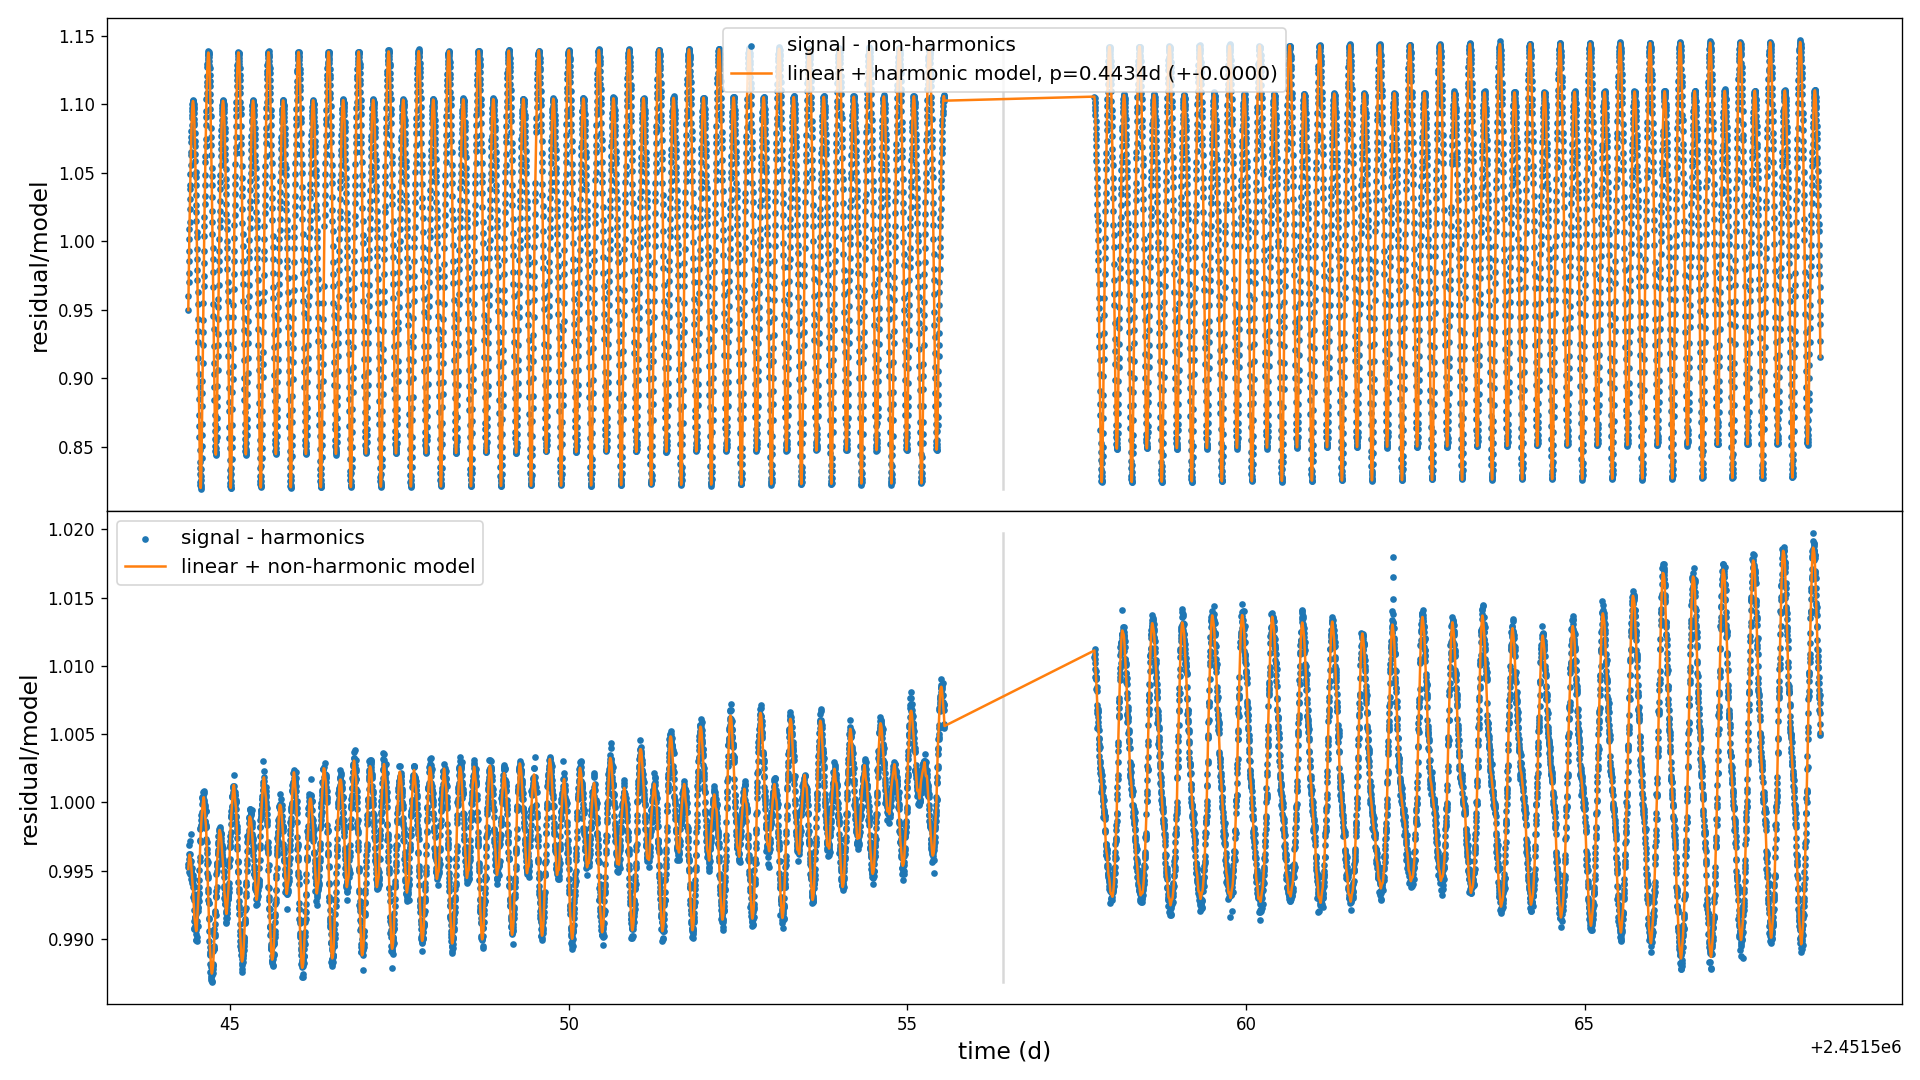 1.15
1.10
1.05
1.00
0.95
0.90
0.85
residual/model
signal - non-harmonics
linear + harmonic model, p=0.4434d (+-0.0000)
1.020
1.015
1.010
1.005
1.000
0.995
0.990
residual/model
signal - harmonics
linear + non-harmonic model
45
50
55
60
65
time (d)
+2.4515e6